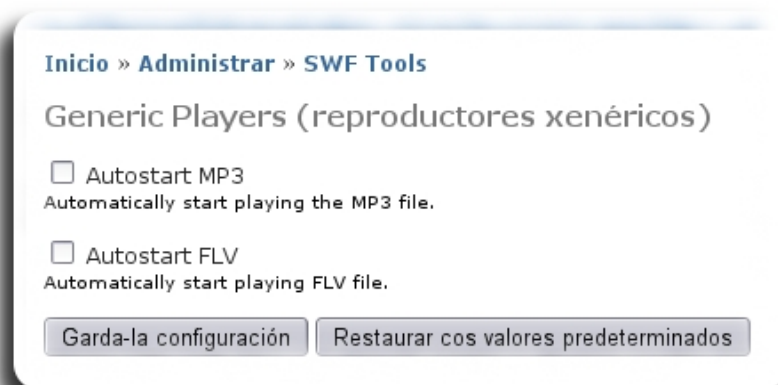 Inicio » Administrar » SWF Tools
Generic Players (reproductores xenéricos)
Autostart MP3
Automatically start playing the MP3 file.
Autostart FLV
Automatically start playing FLV file.
Garda-la configuración
Restaurar cos valores predeterminados